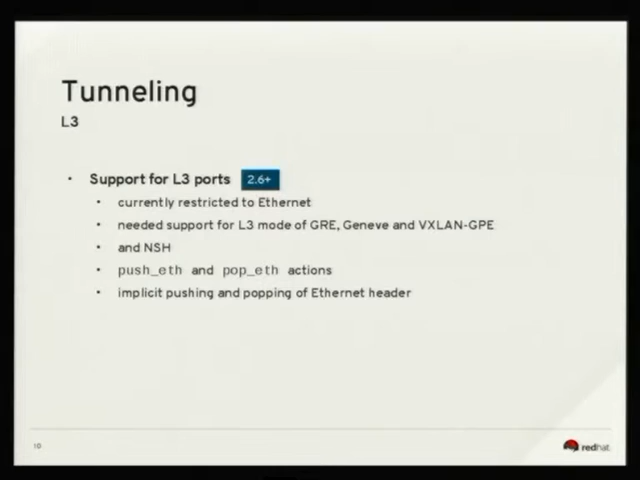 Tunneling
L3
• Support for L3 ports 2.6+
• currently restricted to Ethernet
• needed support for L3 mode of GRE, Geneve and VXLAN-GPE
• and NSH
• push_eth and pop_eth actions
• implicit pushing and popping of Ethernet header
10
redhat.